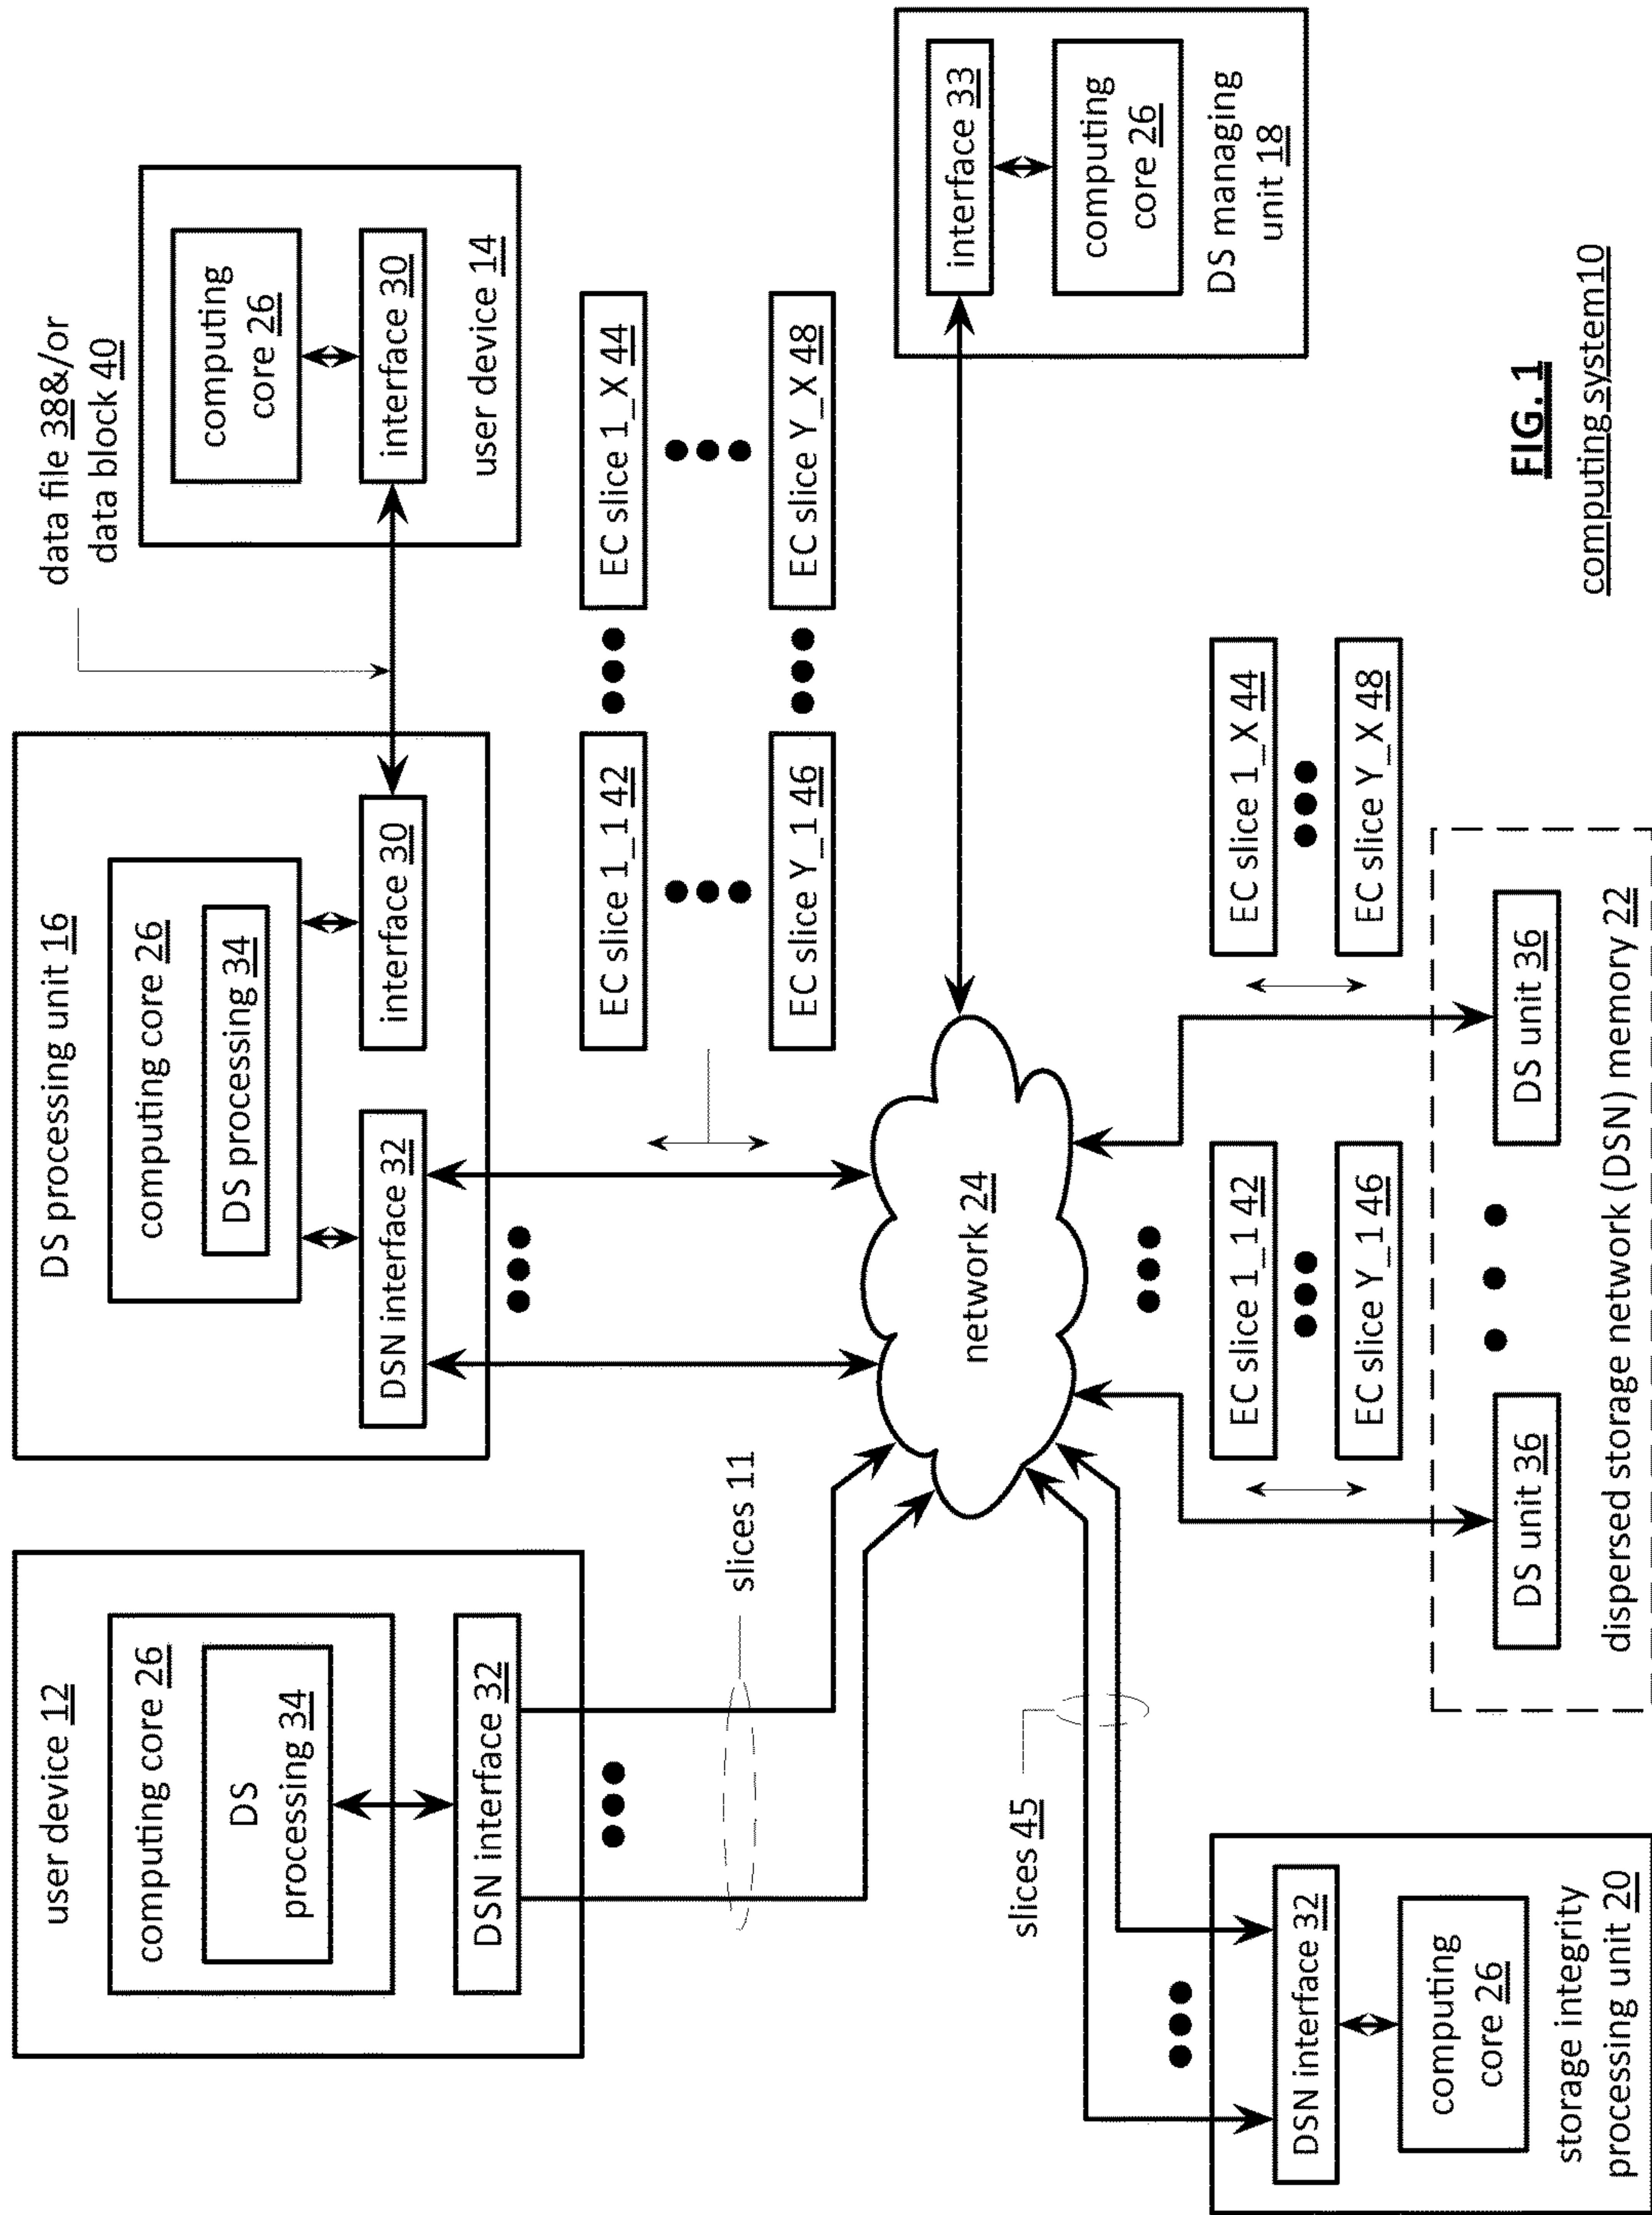 user device 12
computing core 26
DS
processing 34
DSN interface 32
slices 11
DS processing unit 16
computing core 26
DS processing 34
DSN interface 32
interface 30
data file 38&/or
data block 40
computing
core 26
interface 30
user device 14
EC slice 1_1 42
EC slice 1_X 44
EC slice Y_1 46
EC slice Y_X 48
network 24
interface 33
computing
core 26
DS managing
unit 18
slices 45
DSN interface 32
computing
core 26
storage integrity
processing unit 20
EC slice 1_1 42
EC slice Y_1 46
EC slice 1_X 44
EC slice Y_X 48
DS unit 36
DS unit 36
dispersed storage network (DSN) memory 22
FIG. 1
computing system10